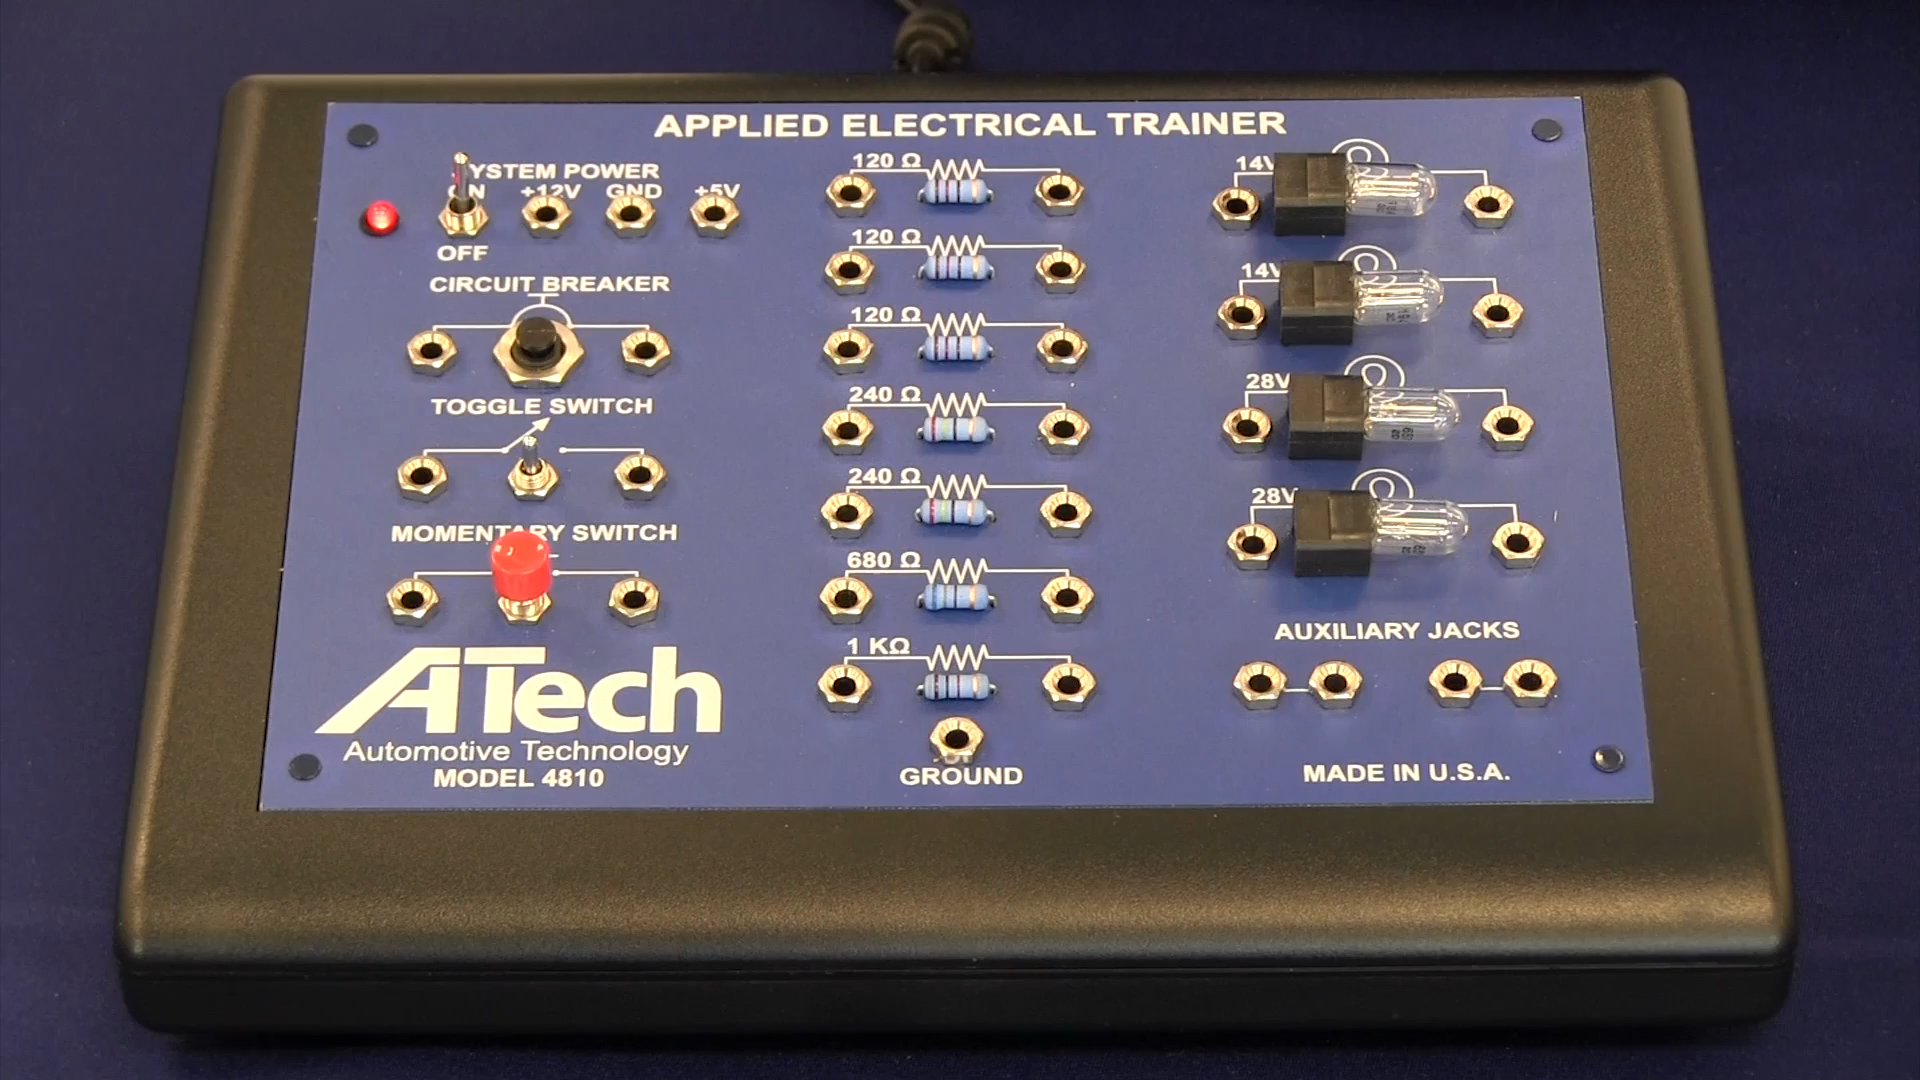 APPLIED ELECTRICAL TRAINER
SYSTEM POWER
ON +12V GND +5V
OFF
CIRCUIT BREAKER
TOGGLE SWITCH
MOMENTARY SWITCH
ATech
Automotive Technology
MODEL 4810
120 Ω
120 Ω
120 Ω
240 Ω
240 Ω
680 Ω
1 KΩ
GROUND
14V
14V
28V
28V
AUXILIARY JACKS
MADE IN U.S.A.